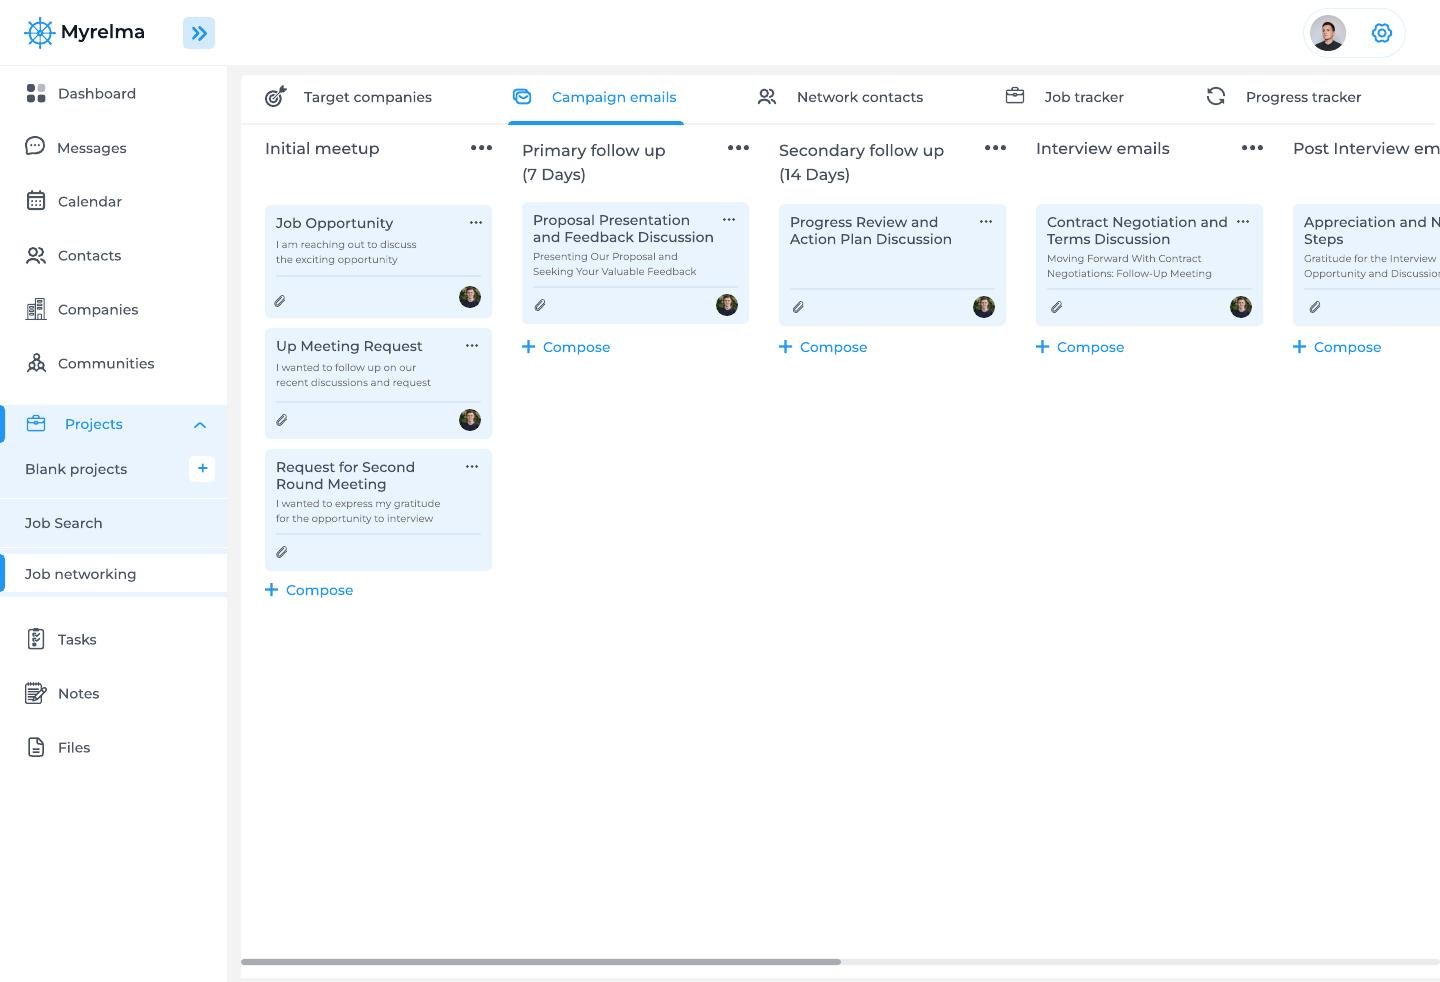 Myrelma
Dashboard
Messages
Calendar
Contacts
Companies
Communities
Projects
Blank projects
Job Search
Job networking
Tasks
Notes
Files
Target companies
Campaign emails
Network contacts
Job tracker
Progress tracker
Initial meetup
Job Opportunity
I am reaching out to discuss
the exciting opportunity
Up Meeting Request
I wanted to follow up on our
recent discussions and request
Request for Second
Round Meeting
I wanted to express my gratitude
for the opportunity to interview
Compose
Primary follow up
(7 Days)
Proposal Presentation
and Feedback Discussion
Presenting Our Proposal and
Seeking Your Valuable Feedback
Compose
Secondary follow up
(14 Days)
Progress Review and
Action Plan Discussion
Compose
Interview emails
Contract Negotiation and
Terms Discussion
Moving Forward With Contract
Negotiations: Follow-Up Meeting
Compose
Post Interview em
Appreciation and N
Steps
Gratitude for the Interview
Opportunity and Discussion
Compose